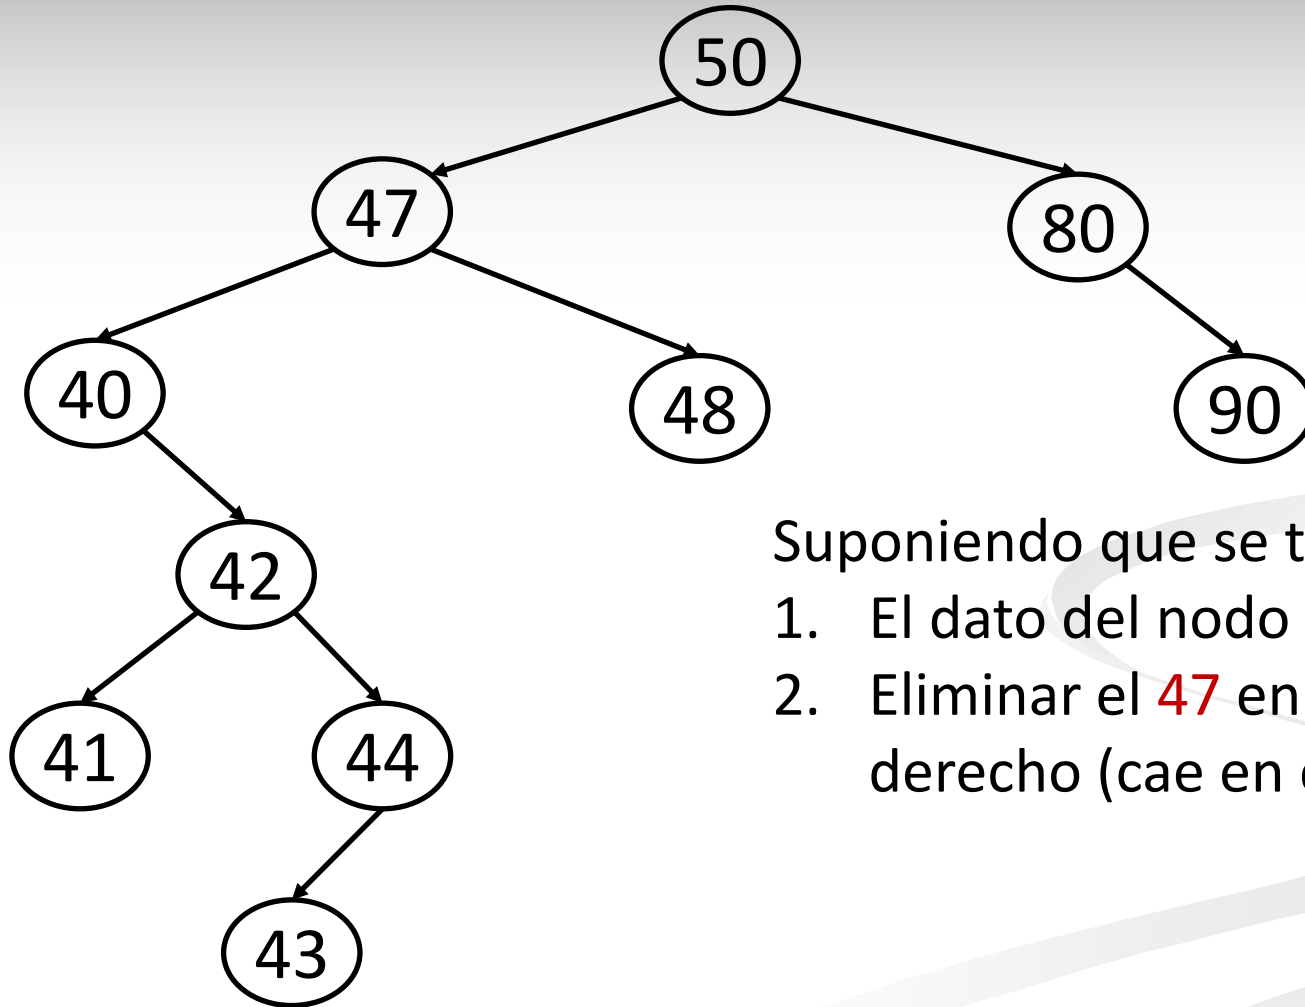 50
47
80
40
48
90
42
41
44
43
Suponiendo que se
1. El dato del nodo
2. Eliminar el 47 en
derecho (cae en